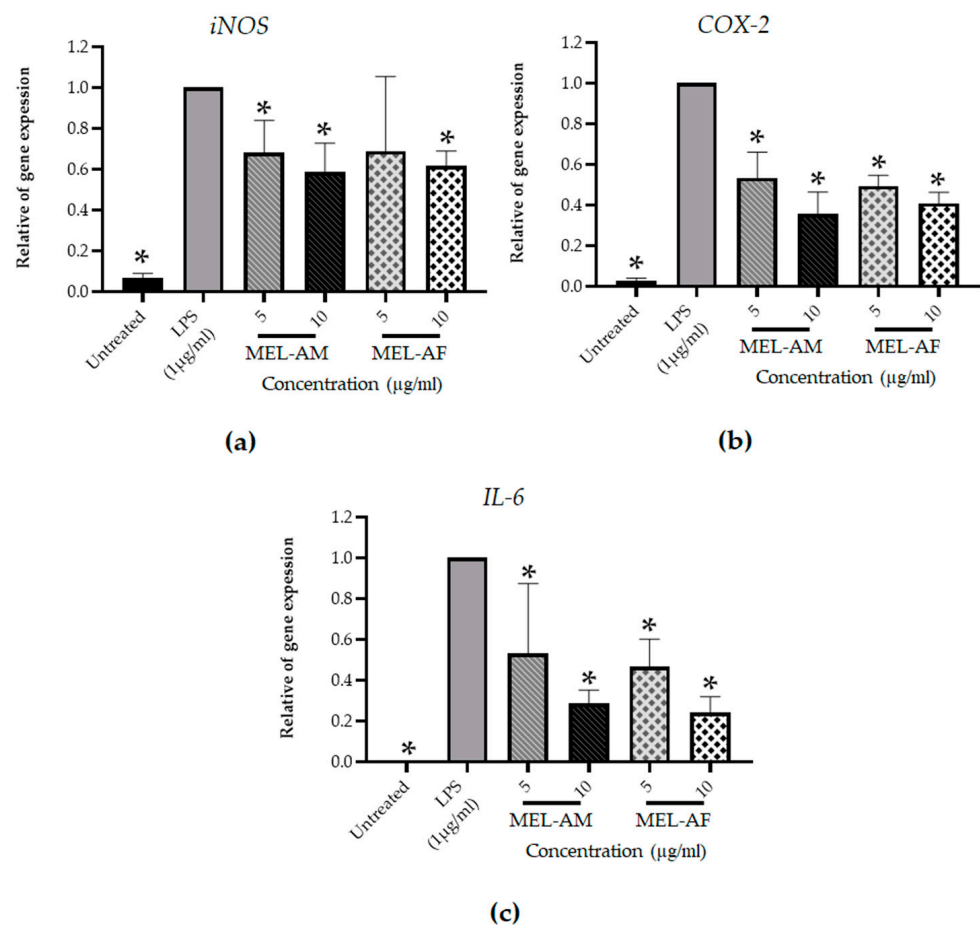 iNOS
Relative of gene expession
1.2
1.0
0.8
0.6
0.4
0.2
0.0
*
*
*
*
Untreated
LPS
(1µg/ml)
5
10
5
10
MEL-AM
MEL-AF
Concentration (µg/ml)
(a)
COX-2
Relative of gene expession
1.2
1.0
0.8
0.6
0.4
0.2
0.0
*
*
*
*
*
Untreated
LPS
(1µg/ml)
5
10
5
10
MEL-AM
MEL-AF
Concentration (µg/ml)
(b)
IL-6
Relative of gene expession
1.2
1.0
0.8
0.6
0.4
0.2
0.0
*
*
*
*
*
Untreated
LPS
(1µg/ml)
5
10
5
10
MEL-AM
MEL-AF
Concentration (µg/ml)
(c)